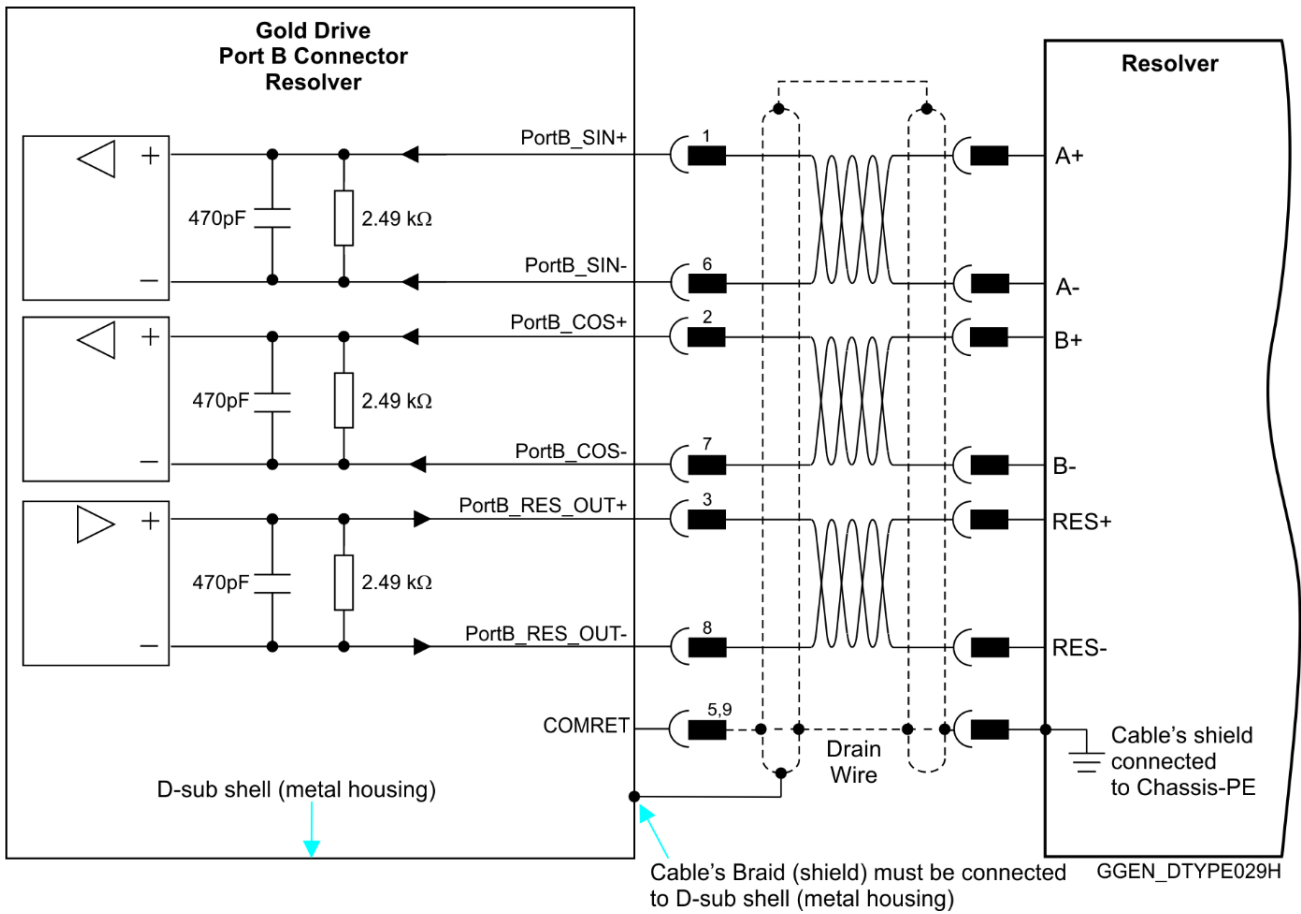 Gold Drive
Port B Connector
Resolver
Resolver
PortB_SIN+
1
+
A+
470pF
2.49 kΩ
PortB_SIN-
6
−
A-
PortB_COS+
2
+
B+
470pF
2.49 kΩ
PortB_COS-
7
−
B-
PortB_RES_OUT+
3
+
RES+
470pF
2.49 kΩ
PortB_RES_OUT-
8
−
RES-
COMRET
5,9
Drain
Wire
Cable's shield
connected
to Chassis-PE
D-sub shell (metal housing)
Cable's Braid (shield) must be connected
to D-sub shell (metal housing)
GGEN_DTYPE029H